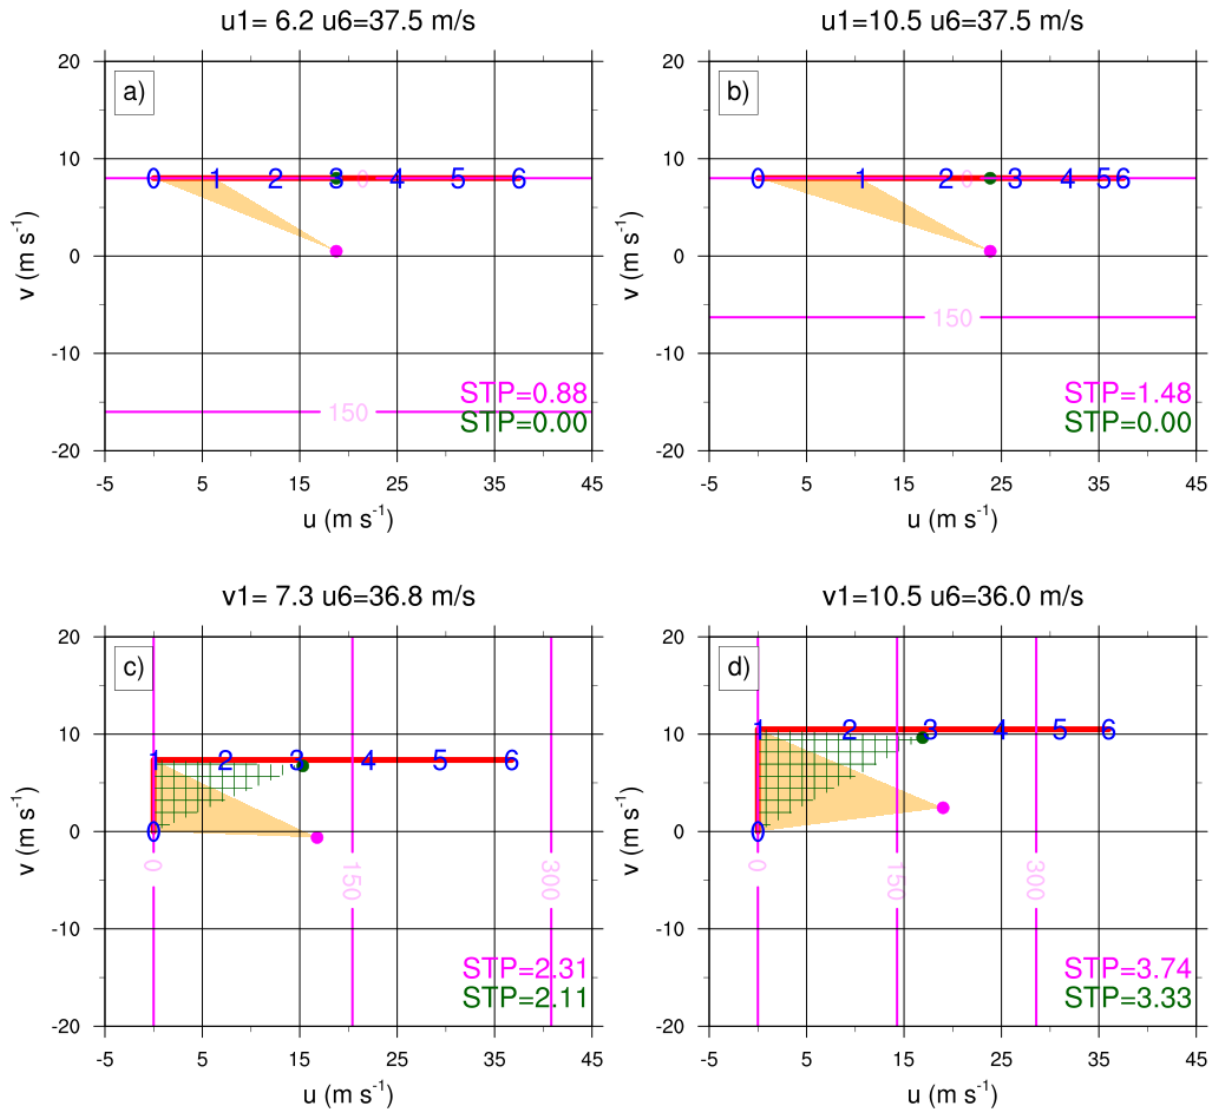 u1= 6.2 u6=37.5 m/s
a)
20
10
0
-10
-20
v (m s-1)
0 1 2 3 0 4 5 6
150
STP=0.88
STP=0.00
-5 5 15 25 35 45
u (m s-1)
u1=10.5 u6=37.5 m/s
b)
20
10
0
-10
-20
v (m s-1)
0 1 2 0 3 4 5 6
150
STP=1.48
STP=0.00
-5 5 15 25 35 45
u (m s-1)
v1= 7.3 u6=36.8 m/s
c)
20
10
0
-10
-20
v (m s-1)
1 2 3 4 5 6
0
0 150 300
STP=2.31
STP=2.11
-5 5 15 25 35 45
u (m s-1)
v1=10.5 u6=36.0 m/s
d)
20
10
0
-10
-20
v (m s-1)
1 2 3 4 5 6
0
0 150 300
STP=3.74
STP=3.33
-5 5 15 25 35 45
u (m s-1)